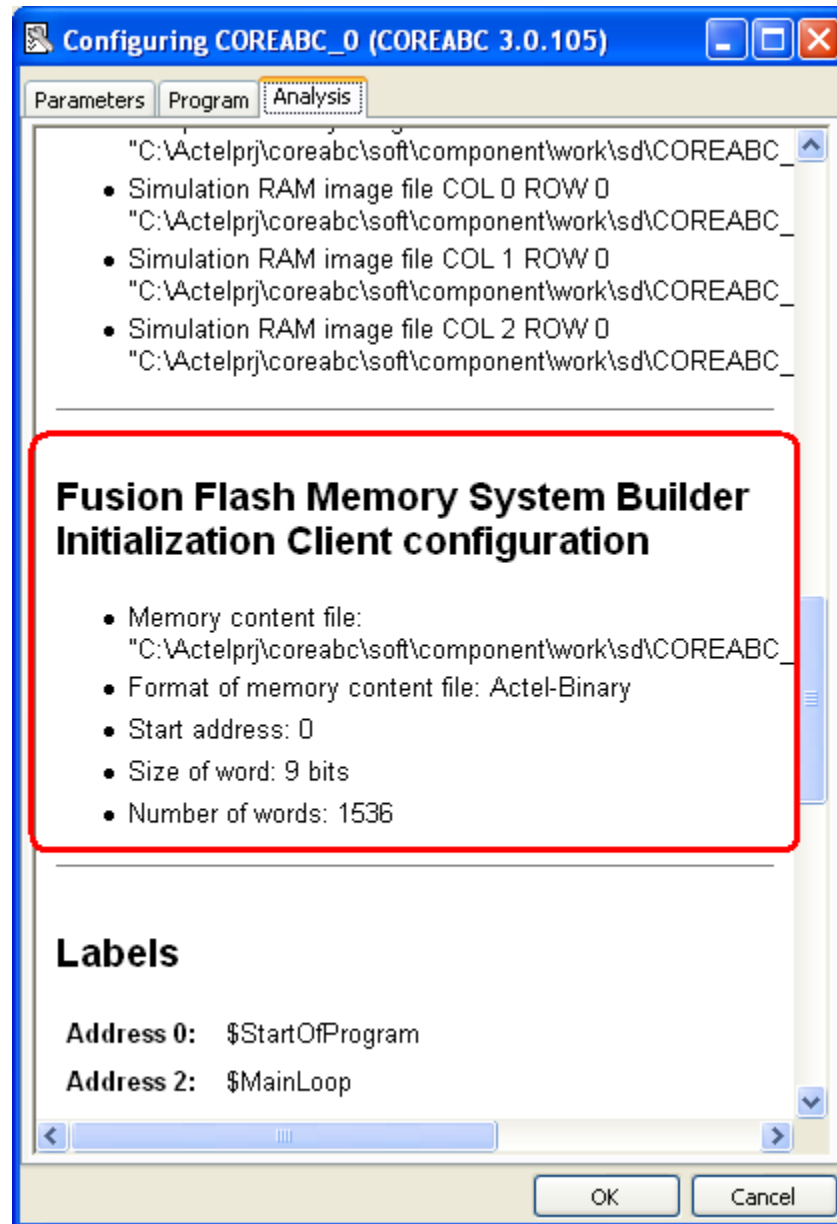 Configuring COREABC_0 (COREABC 3.0.105)
Parameters Program Analysis
"C:\Actelprj\coreabc\soft\component\work\sd\COREABC_
• Simulation RAM image file COL 0 ROW 0
"C:\Actelprj\coreabc\soft\component\work\sd\COREABC_
• Simulation RAM image file COL 1 ROW 0
"C:\Actelprj\coreabc\soft\component\work\sd\COREABC_
• Simulation RAM image file COL 2 ROW 0
"C:\Actelprj\coreabc\soft\component\work\sd\COREABC_
Fusion Flash Memory System Builder
Initialization Client configuration
• Memory content file:
"C:\Actelprj\coreabc\soft\component\work\sd\COREABC_
• Format of memory content file: Actel-Binary
• Start address: 0
• Size of word: 9 bits
• Number of words: 1536
Labels
Address 0: $StartOfProgram
Address 2: $MainLoop
OK Cancel